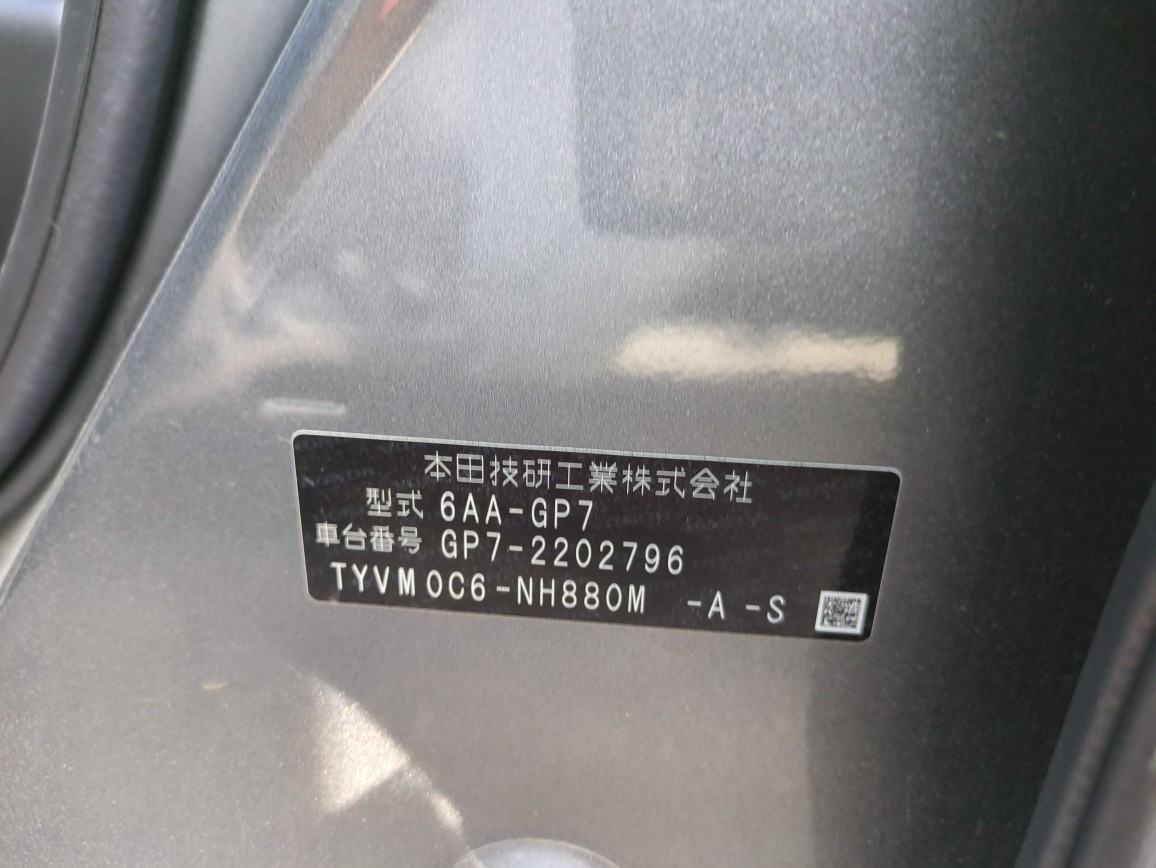 本田技研工業株式会社
型式 6AA-GP7
車台番号 GP7-2202796
TYVM0C6-NH880M -A -S